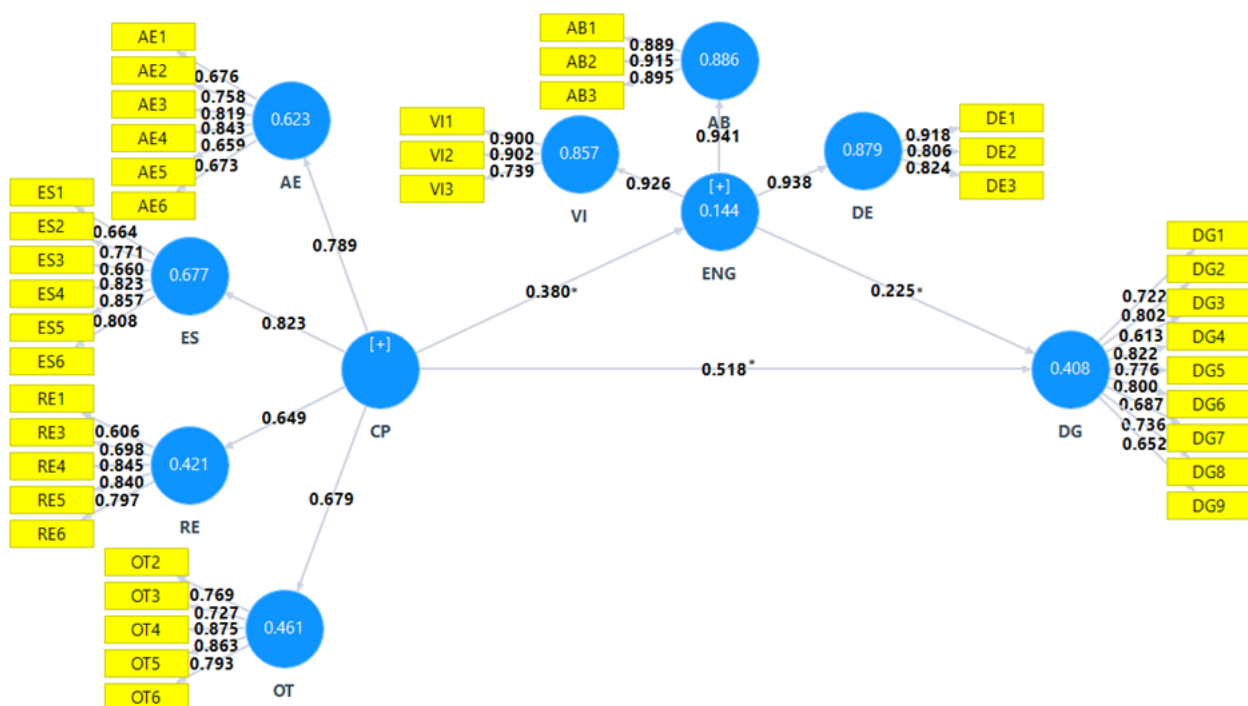 AE1
AE2
AE3
AE4
AE5
AE6
0.676
0.758
0.819
0.843
0.659
0.673
0.623
AE
ES1
ES2
ES3
ES4
ES5
ES6
0.664
0.771
0.660
0.823
0.857
0.808
0.677
ES
RE1
RE3
RE4
RE5
RE6
0.606
0.698
0.845
0.840
0.797
0.421
RE
OT2
OT3
OT4
OT5
OT6
0.769
0.727
0.875
0.863
0.793
0.461
OT
0.789
0.823
0.649
0.679
[+]
CP
0.380*
0.518*
VI1
VI2
VI3
0.900
0.902
0.739
0.857
VI
AB1
AB2
AB3
0.889
0.915
0.895
0.886
AB
0.941
0.926
0.938
[+]
0.144
ENG
0.879
DE
0.918
0.806
0.824
DE1
DE2
DE3
0.225*
0.408
DG
0.722
0.802
0.613
0.822
0.776
0.800
0.687
0.736
0.652
DG1
DG2
DG3
DG4
DG5
DG6
DG7
DG8
DG9